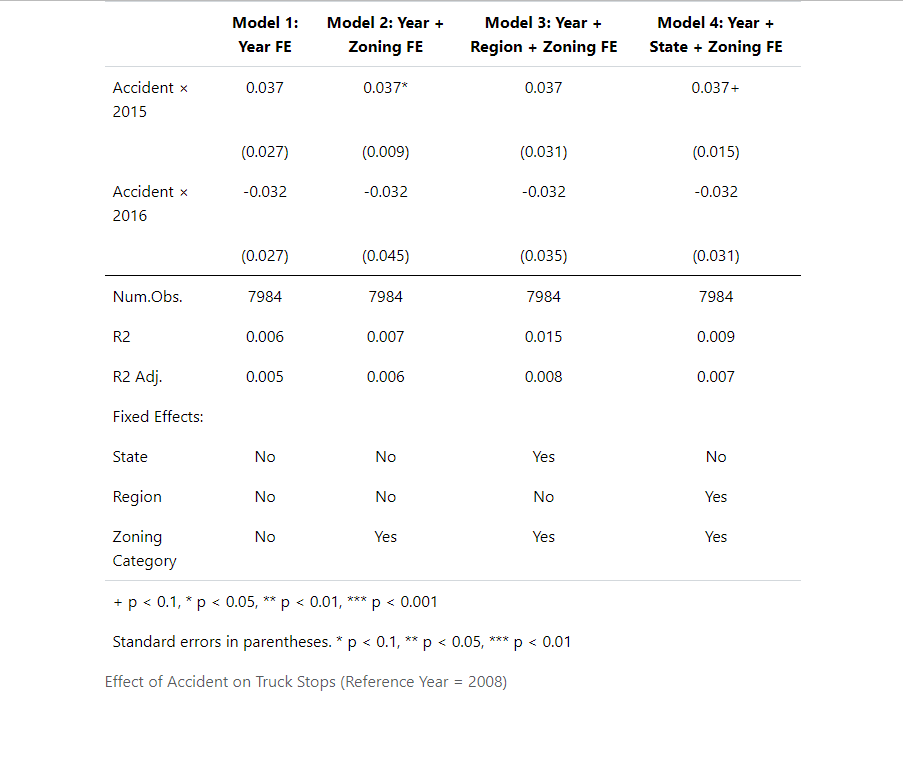 Model 1: Model 2: Year + Model 3: Year + Model 4: Year +
Year FE Zoning FE Region + Zoning FE State + Zoning FE
Accident × 0.037 0.037* 0.037 0.037+
2015
(0.027) (0.009) (0.031) (0.015)
Accident × -0.032 -0.032 -0.032 -0.032
2016
(0.027) (0.045) (0.035) (0.031)
Num.Obs. 7984 7984 7984 7984
R2 0.006 0.007 0.015 0.009
R2 Adj. 0.005 0.006 0.008 0.007
Fixed Effects:
State No No Yes No
Region No No No Yes
Zoning No Yes Yes Yes
Category
+ p < 0.1, * p < 0.05, ** p < 0.01, *** p < 0.001
Standard errors in parentheses. * p < 0.1, ** p < 0.05, *** p < 0.01
Effect of Accident on Truck Stops (Reference Year = 2008)